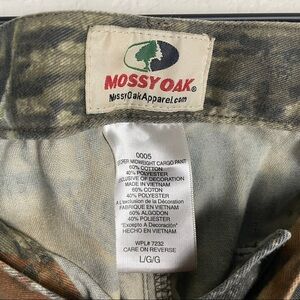 MOSSY OAK®
MossyOakApparel.com
0005
MIDWEIGHT CARGO PANT
60% COTTON
40% POLYESTER
EXCLUSIVE OF DECORATION
MADE IN VIETNAM
60% COTON
40% POLYESTER
A L'exclusion de la Décoration
FABRIQUE EN VIETNAM
60% ALGODON
40% POLIESTER
"Excepto A Decoración"
HECHO EN VIETNAM
WPL# 7232
CARE ON REVERSE
L/G/G